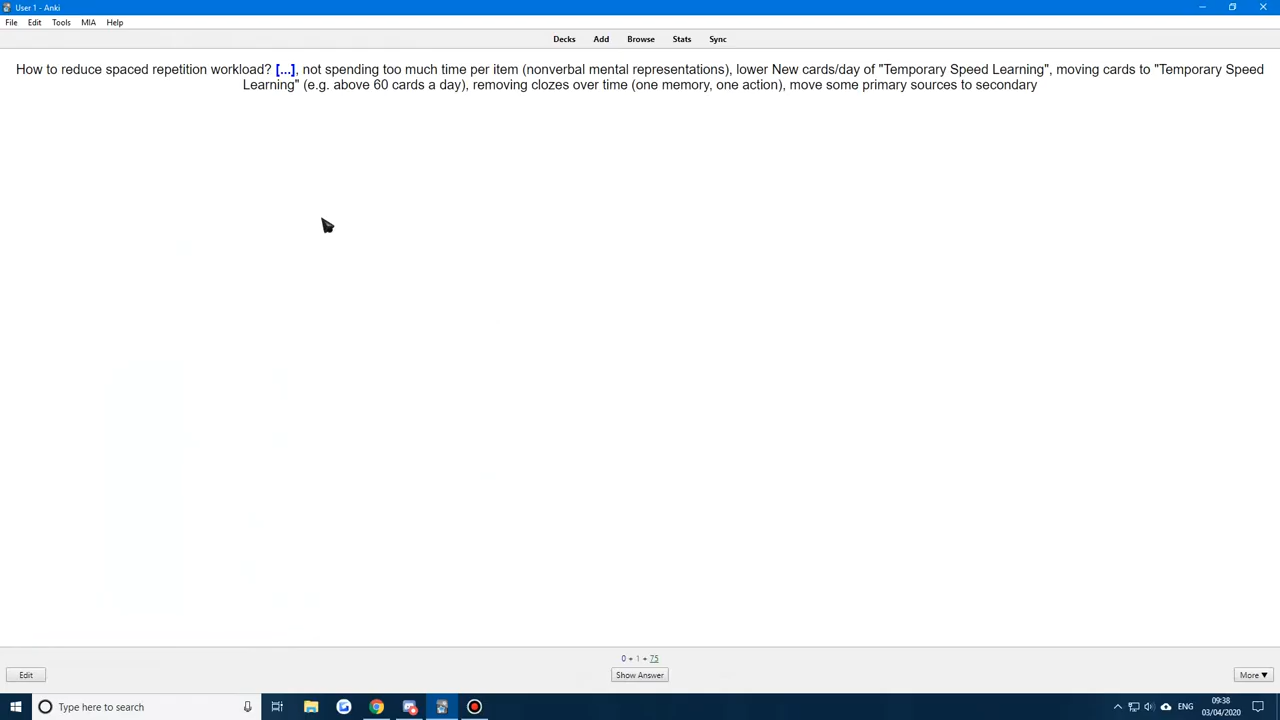 User 1 - Anki
File Edit Tools MIA Help
Decks Add Browse Stats Sync
How to reduce spaced repetition workload? [...], not spending too much time per item (nonverbal mental representations), lower New cards/day of "Temporary Speed Learning", moving cards to "Temporary Speed
Learning" (e.g. above 60 cards a day), removing clozes over time (one memory, one action), move some primary sources to secondary
0 + 1 + 75
Edit Show Answer More ▼
Type here to search
ENG
09:38
03/04/2020